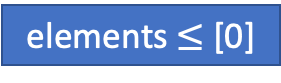 elements ≤ [0]